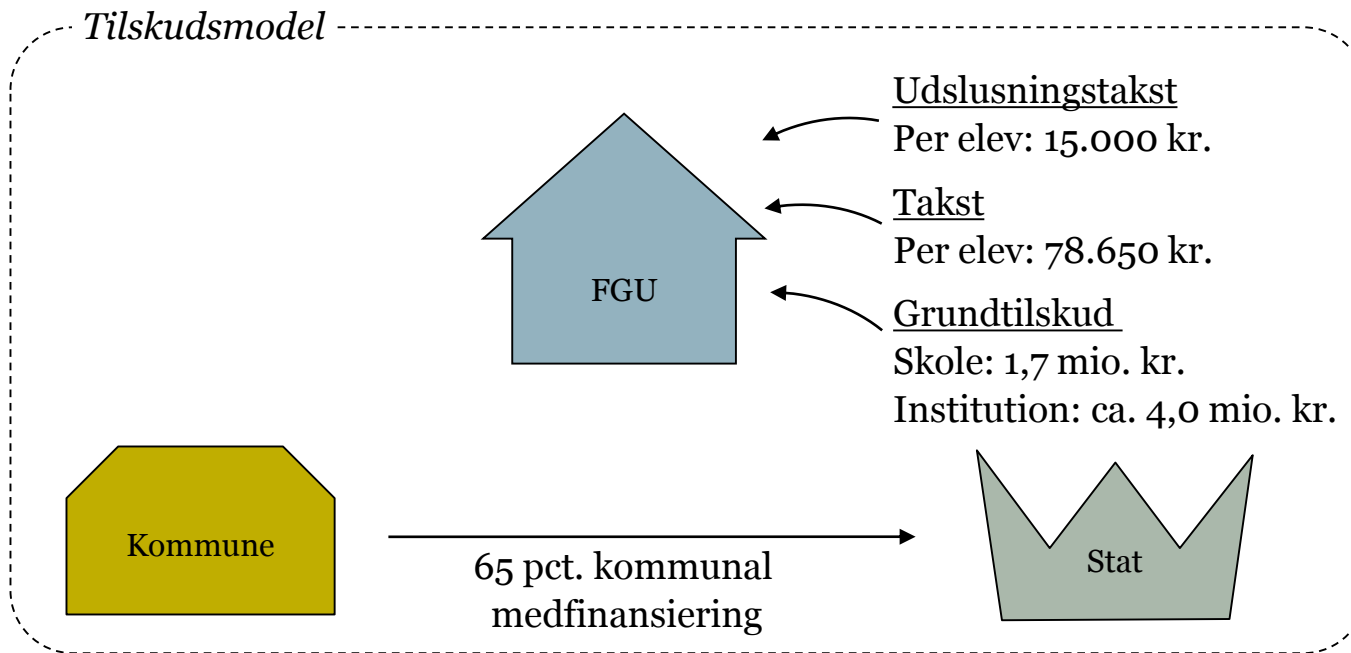 Tilskudsmodel
Udslusningstakst
Per elev: 15.000 kr.
Takst
Per elev: 78.650 kr.
FGU
Grundtilskud
Skole: 1,7 mio. kr.
Institution: ca. 4,0 mio. kr.
Kommune
65 pct. kommunal
medfinansiering
Stat